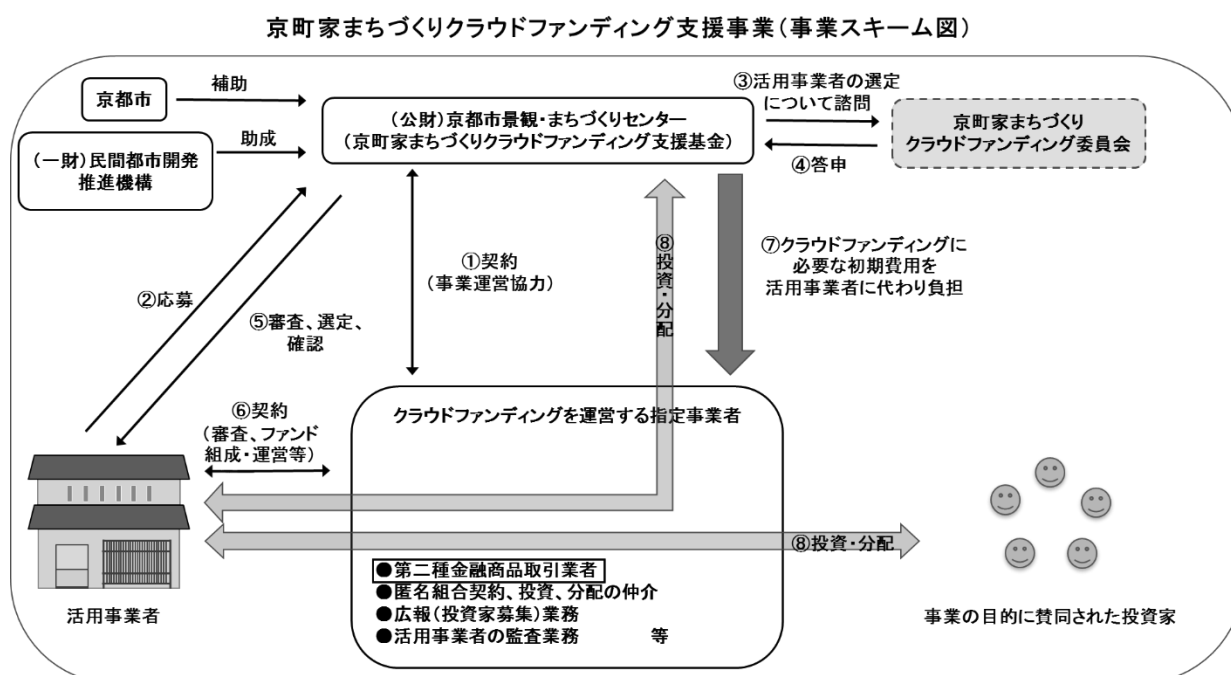 京町家まちづくりクラウドファンディング支援事業(事業スキーム図)
京都市
補助
(一財)民間都市開発
推進機構
助成
(公財)京都市景観・まちづくりセンター
(京町家まちづくりクラウドファンディング支援基金)
③活用事業者の選定
について諮問
④答申
京町家まちづくり
クラウドファンディング委員会
②応募
⑤審査、選定、
確認
①契約
(事業運営協力)
⑧投資・分配
⑦クラウドファンディングに
必要な初期費用を
活用事業者に代わり負担
⑥契約
(審査、ファンド
組成・運営等)
クラウドファンディングを運営する指定事業者
⑧投資・分配
●第二種金融商品取引業者
●匿名組合契約、投資、分配の仲介
●広報(投資家募集)業務
●活用事業者の監査業務 等
活用事業者
事業の目的に賛同された投資家